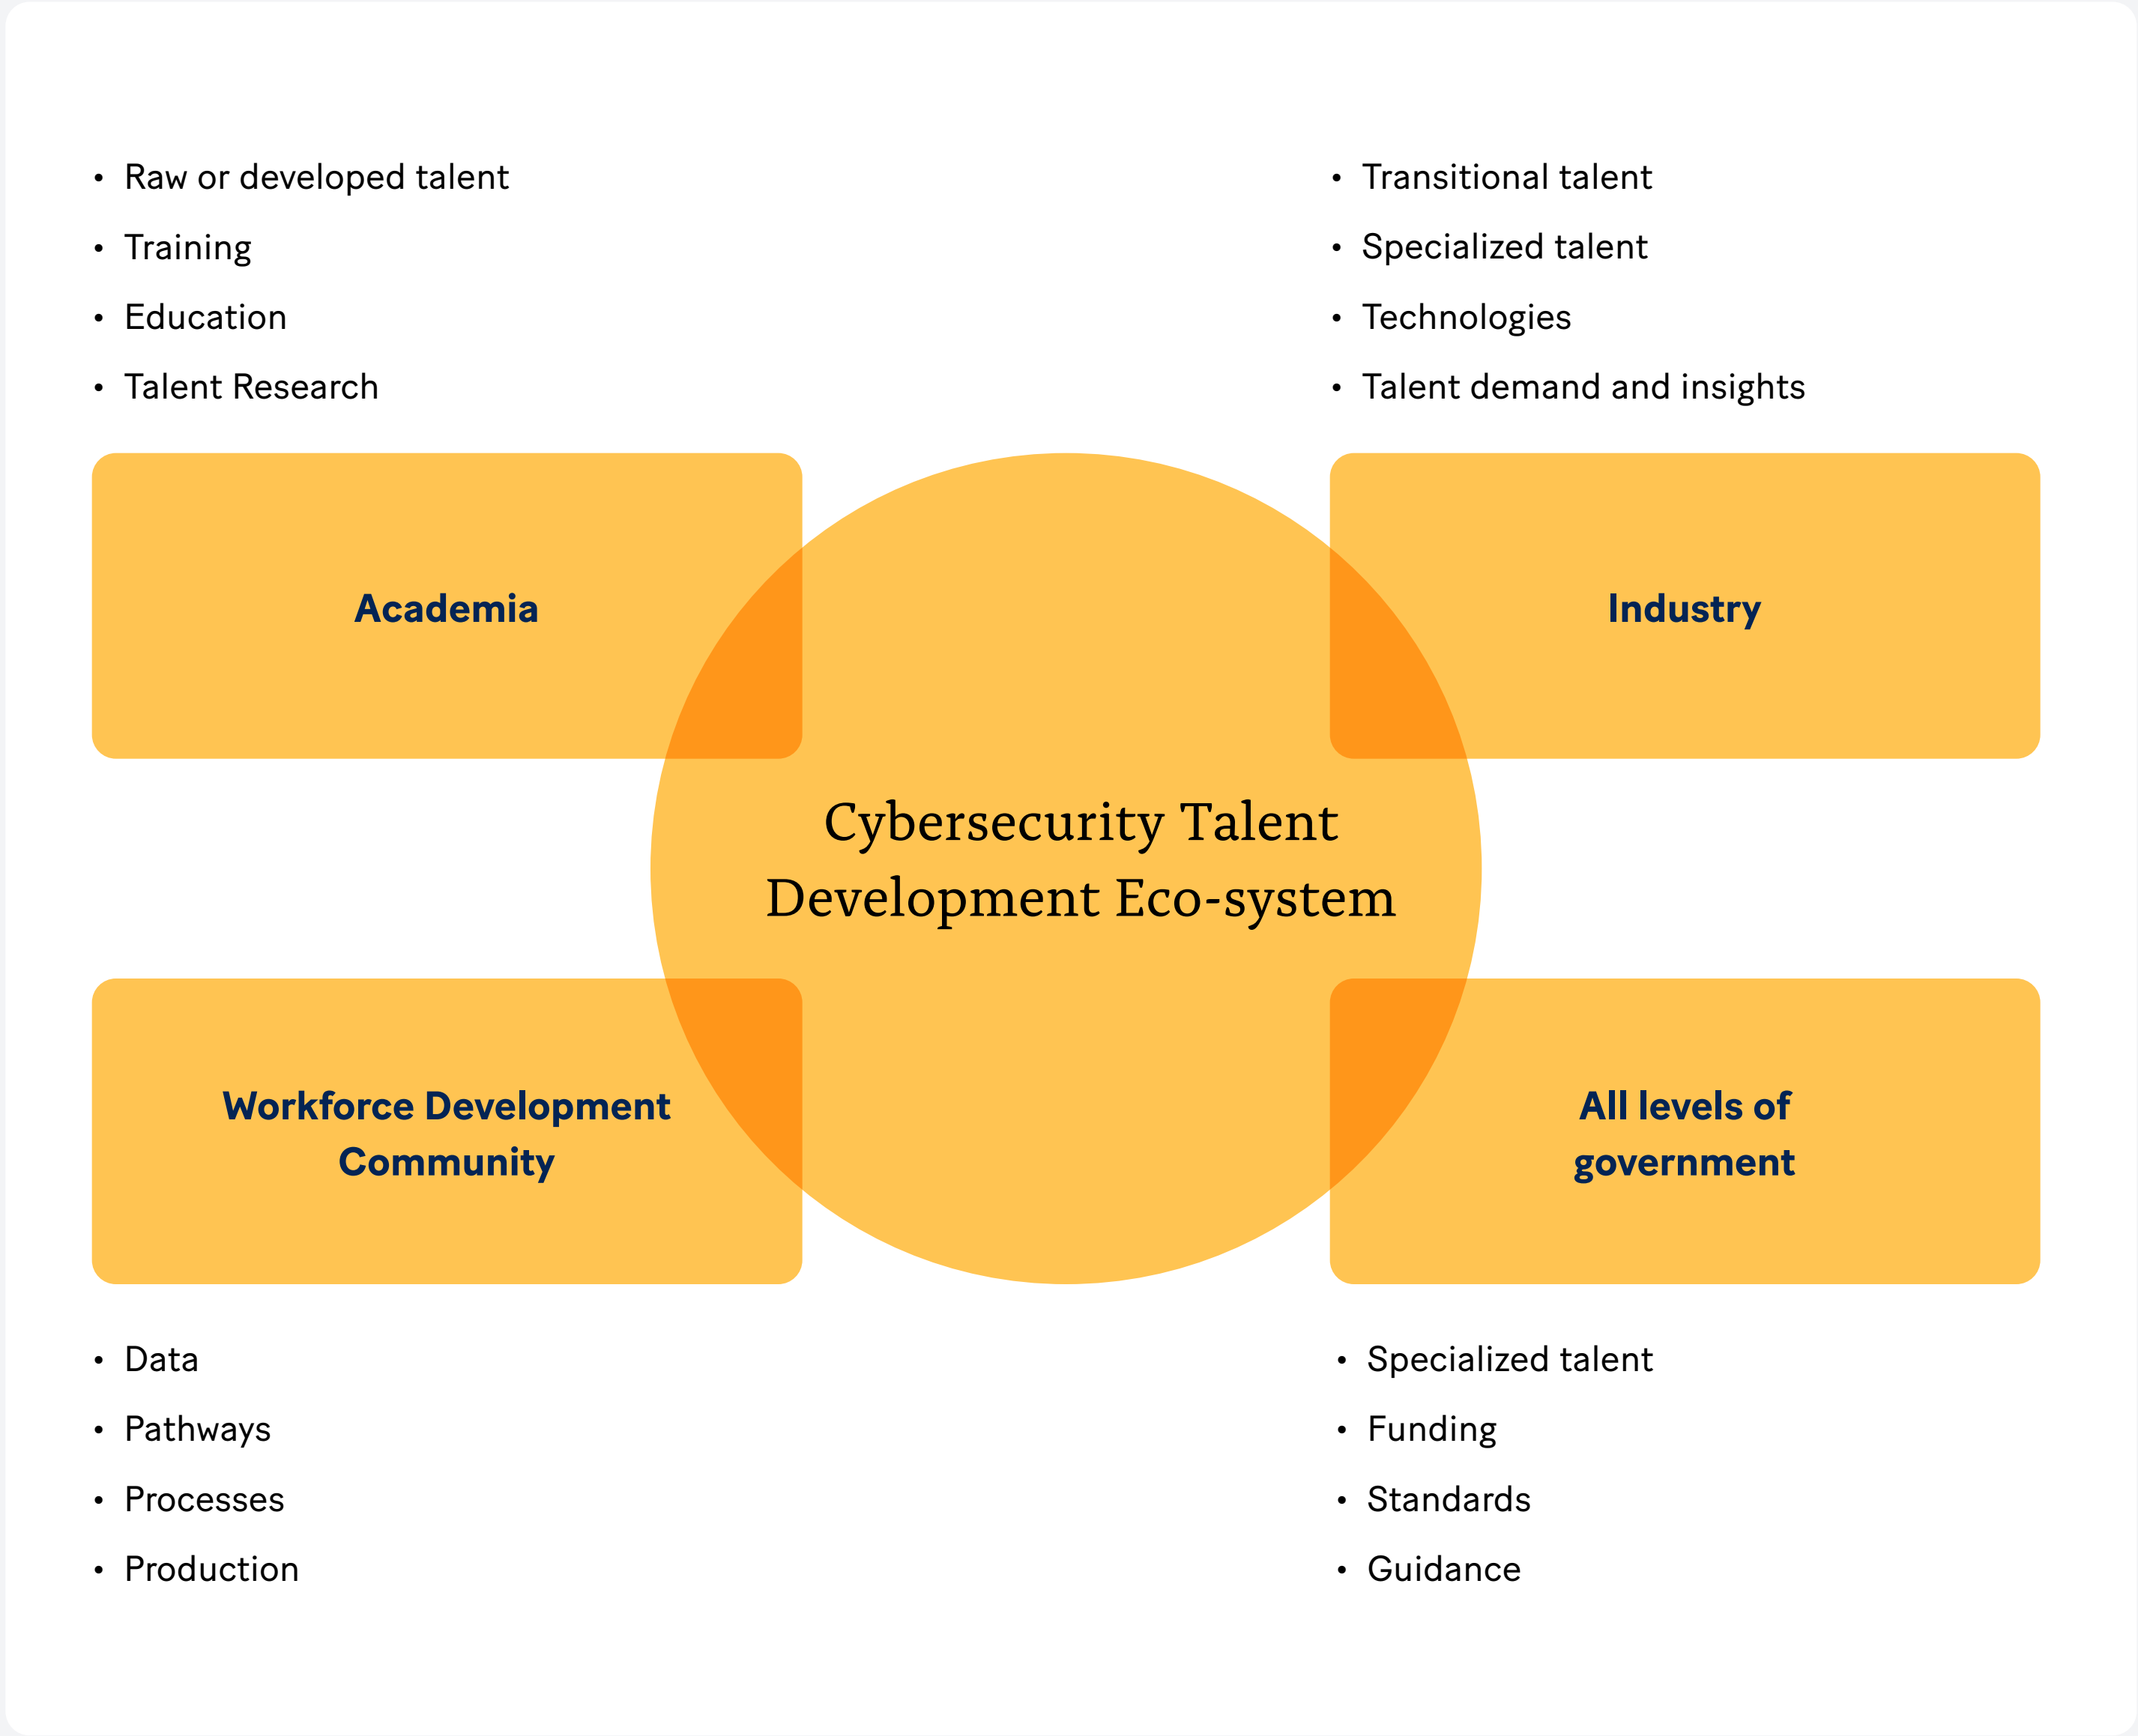 • Raw or developed talent
• Training
• Education
• Talent Research
• Transitional talent
• Specialized talent
• Technologies
• Talent demand and insights
Academia
Industry
Cybersecurity Talent
Development Eco-system
Workforce Development
Community
All levels of
government
• Data
• Pathways
• Processes
• Production
• Specialized talent
• Funding
• Standards
• Guidance